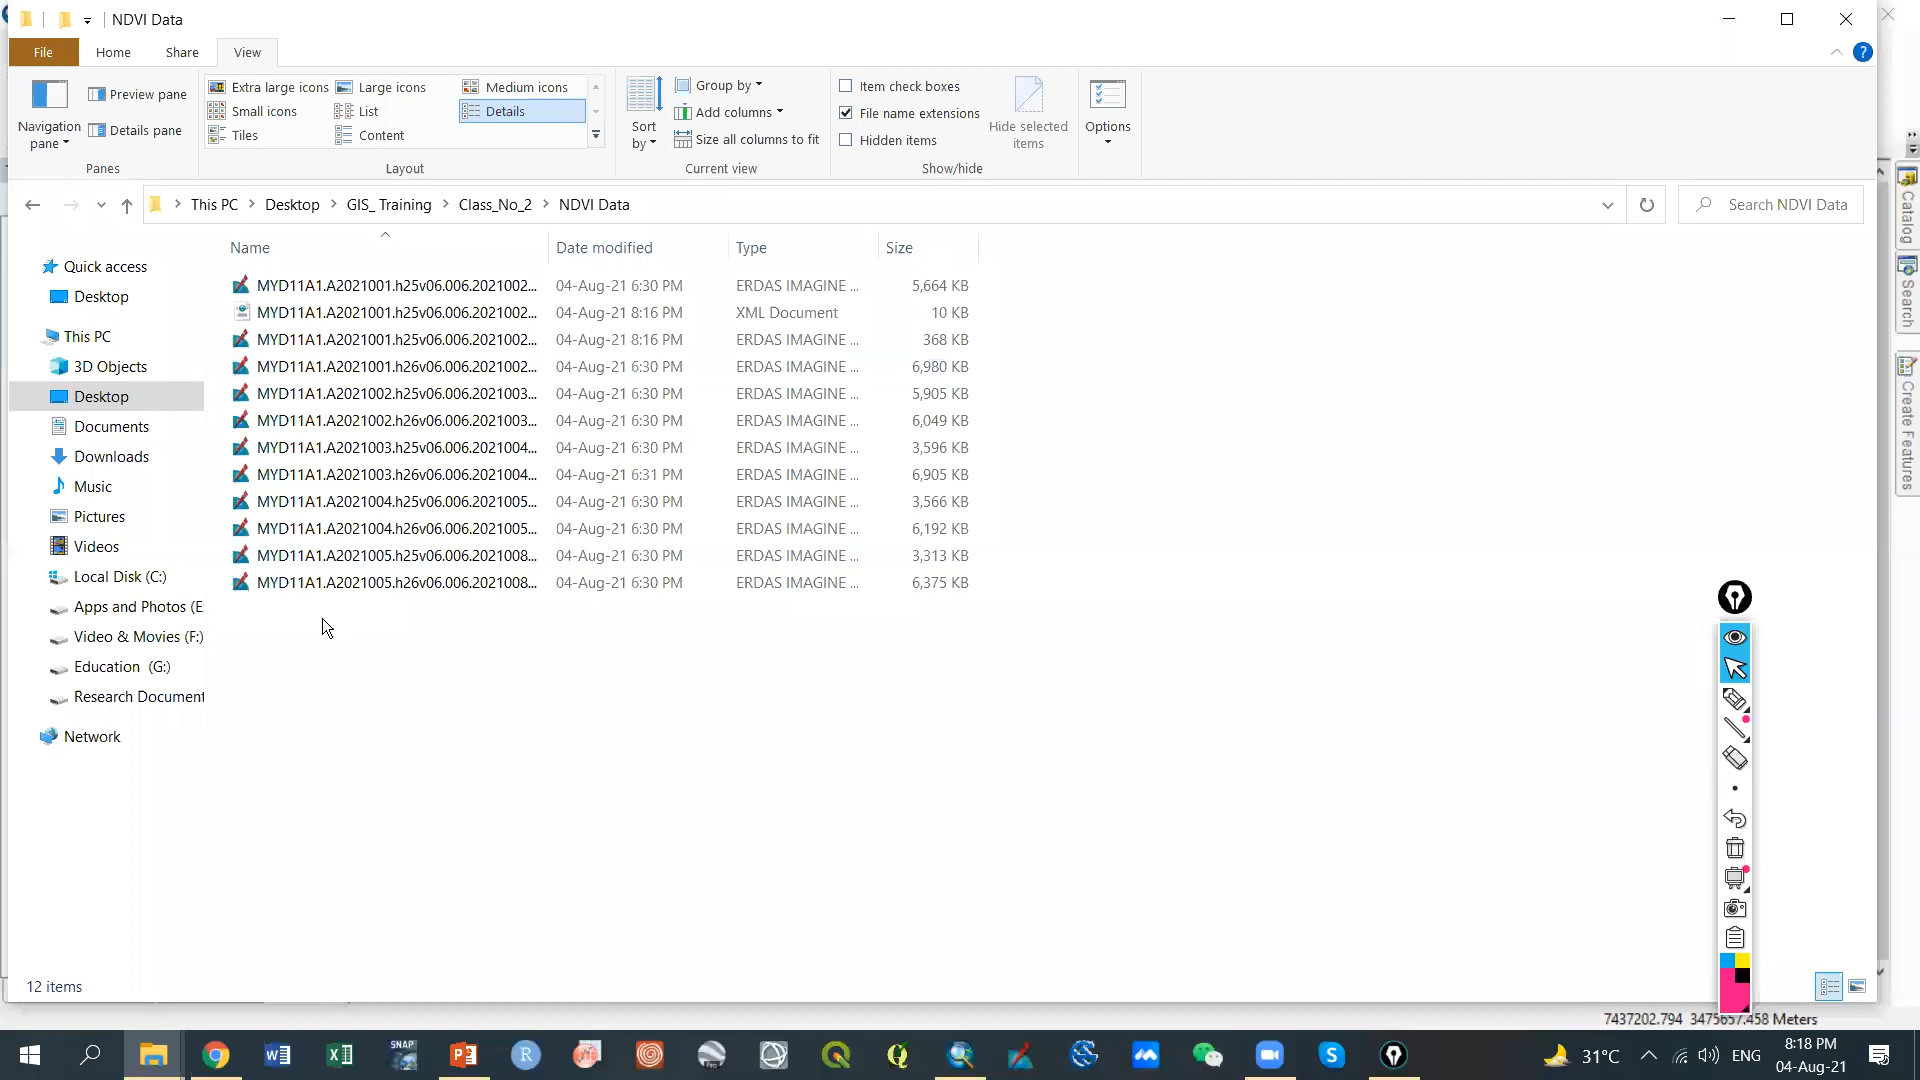 NDVI Data
File Home Share View
Navigation pane
Preview pane
Details pane
Panes
Extra large icons Large icons Medium icons
Small icons List Details
Tiles Content
Layout
Sort by
Group by
Add columns
Size all columns to fit
Current view
Item check boxes
File name extensions
Hidden items
Hide selected items
Show/hide
Options
This PC > Desktop > GIS_ Training > Class_No_2 > NDVI Data
Search NDVI Data
Quick access
Desktop
This PC
3D Objects
Desktop
Documents
Downloads
Music
Pictures
Videos
Local Disk (C:)
Apps and Photos (E:
Video & Movies (F:)
Education (G:)
Research Document
Network
Name Date modified Type Size
MYD11A1.A2021001.h25v06.006.2021002... 04-Aug-21 6:30 PM ERDAS IMAGINE ... 5,664 KB
MYD11A1.A2021001.h25v06.006.2021002... 04-Aug-21 8:16 PM XML Document 10 KB
MYD11A1.A2021001.h25v06.006.2021002... 04-Aug-21 8:16 PM ERDAS IMAGINE ... 368 KB
MYD11A1.A2021001.h26v06.006.2021002... 04-Aug-21 6:30 PM ERDAS IMAGINE ... 6,980 KB
MYD11A1.A2021002.h25v06.006.2021003... 04-Aug-21 6:30 PM ERDAS IMAGINE ... 5,905 KB
MYD11A1.A2021002.h26v06.006.2021003... 04-Aug-21 6:30 PM ERDAS IMAGINE ... 6,049 KB
MYD11A1.A2021003.h25v06.006.2021004... 04-Aug-21 6:30 PM ERDAS IMAGINE ... 3,596 KB
MYD11A1.A2021003.h26v06.006.2021004... 04-Aug-21 6:31 PM ERDAS IMAGINE ... 6,905 KB
MYD11A1.A2021004.h25v06.006.2021005... 04-Aug-21 6:30 PM ERDAS IMAGINE ... 3,566 KB
MYD11A1.A2021004.h26v06.006.2021005... 04-Aug-21 6:30 PM ERDAS IMAGINE ... 6,192 KB
MYD11A1.A2021005.h25v06.006.2021008... 04-Aug-21 6:30 PM ERDAS IMAGINE ... 3,313 KB
MYD11A1.A2021005.h26v06.006.2021008... 04-Aug-21 6:30 PM ERDAS IMAGINE ... 6,375 KB
12 items
Catalog
Search
Create Features
7437202.794 3475657.458 Meters
SNAP
Pro
31°C
ENG
8:18 PM
04-Aug-21